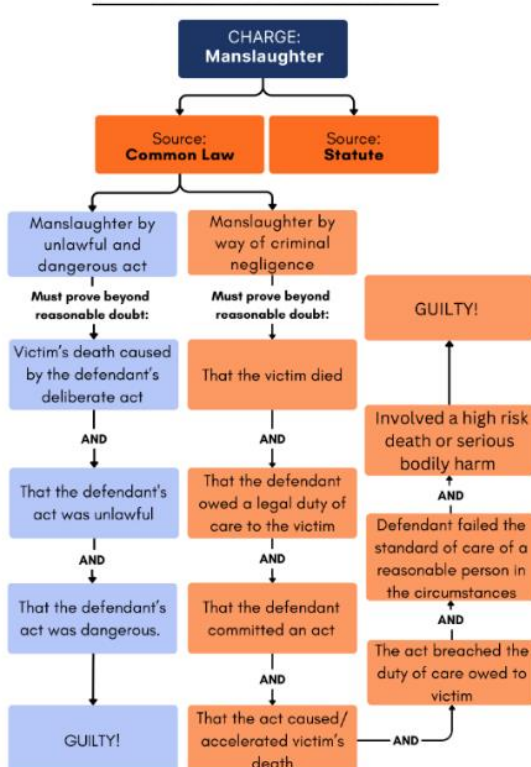 CHARGE:
Manslaughter
Source:
Common Law
Source:
Statute
Manslaughter by
unlawful and
dangerous act
Must prove beyond
reasonable doubt:
Victim's death caused
by the defendant's
deliberate act
AND
That the defendant's
act was unlawful
AND
That the defendant's
act was dangerous.
GUILTY!
Manslaughter by
way of criminal
negligence
Must prove beyond
reasonable doubt:
That the victim died
AND
That the defendant
owed a legal duty of
care to the victim
AND
That the defendant
committed an act
AND
That the act caused/
accelerated victim's
death
AND
The act breached the
duty of care owed to
victim
AND
Defendant failed the
standard of care of a
reasonable person in
the circumstances
AND
Involved a high risk
death or serious
bodily harm
GUILTY!